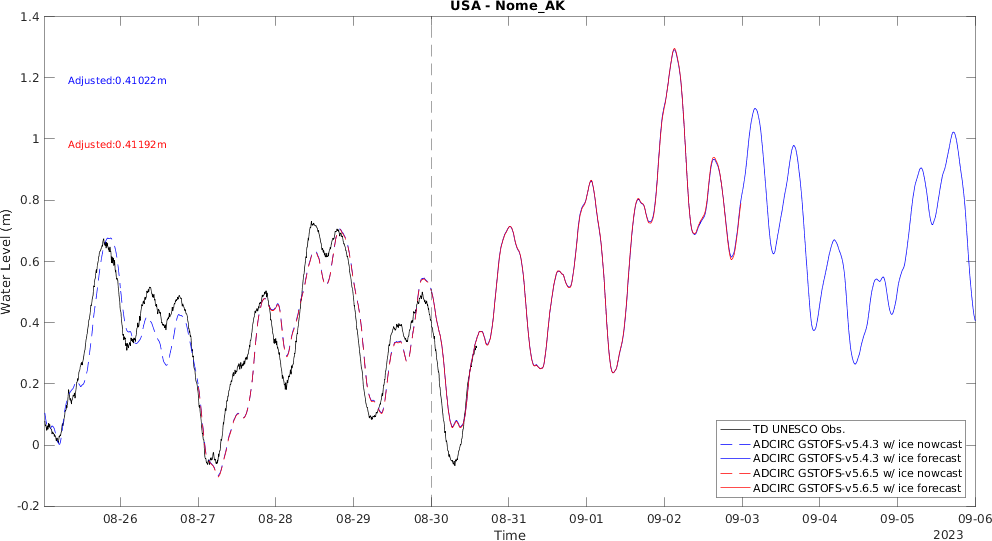 USA - Nome_AK
1.4
1.2
1
0.8
0.6
0.4
0.2
0
-0.2
Water Level (m)
Adjusted:0.41022m
Adjusted:0.41192m
TD UNESCO Obs.
ADCIRC GSTOFS-v5.4.3 w/ ice nowcast
ADCIRC GSTOFS-v5.4.3 w/ ice forecast
ADCIRC GSTOFS-v5.6.5 w/ ice nowcast
ADCIRC GSTOFS-v5.6.5 w/ ice forecast
08-26 08-27 08-28 08-29 08-30 08-31 09-01 09-02 09-03 09-04 09-05 09-06
Time
2023